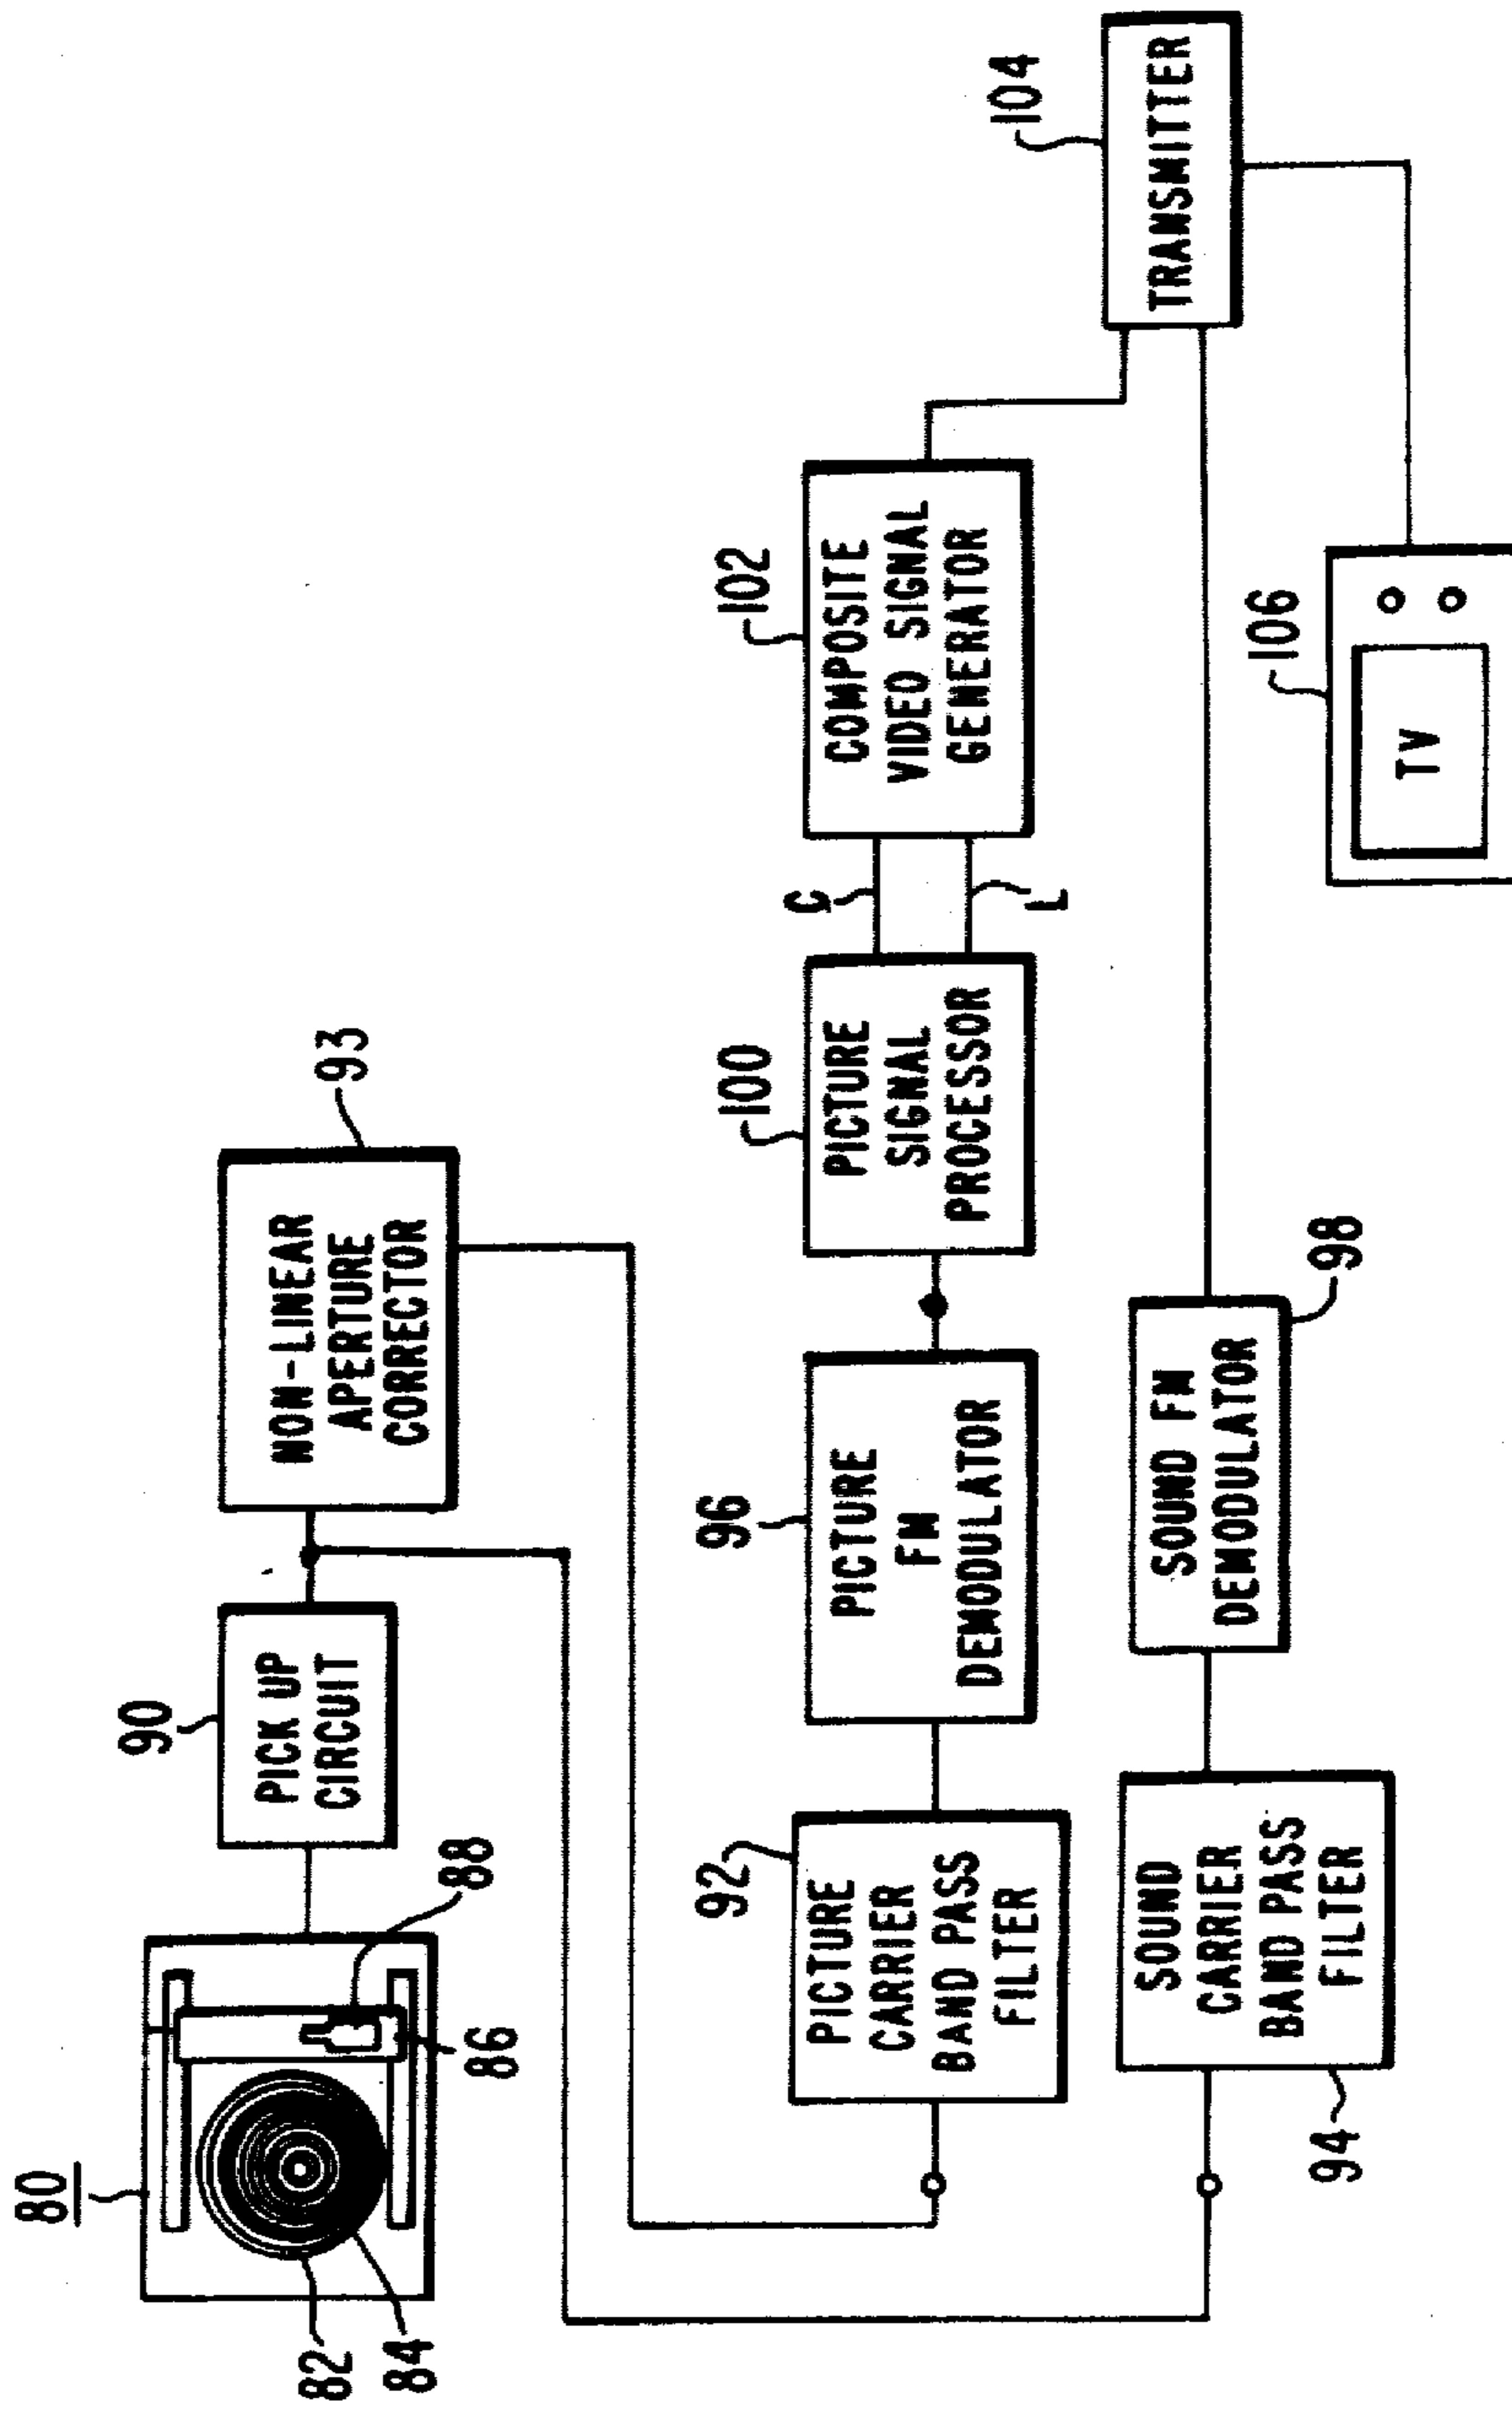 80
82
84
86
88
90
PICK UP
CIRCUIT
93
NON-LINEAR
APERTURE
CORRECTOR
92
PICTURE
CARRIER
BAND PASS
FILTER
96
PICTURE
FM
DEMODULATOR
100
PICTURE
SIGNAL
PROCESSOR
C
L
102
COMPOSITE
VIDEO SIGNAL
GENERATOR
104
TRANSMITTER
94
SOUND
CARRIER
BAND PASS
FILTER
98
SOUND FM
DEMODULATOR
106
TV